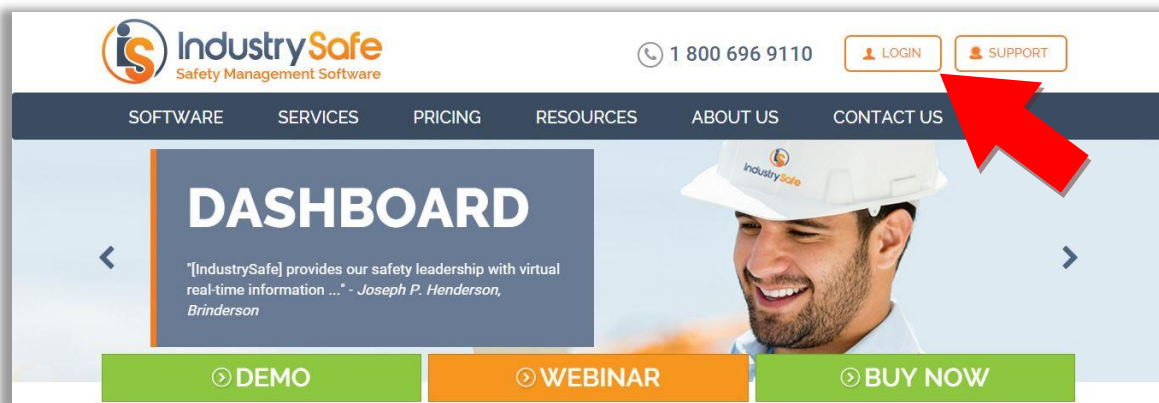 IndustrySafe
Safety Management Software
1 800 696 9110
LOGIN
SUPPORT
SOFTWARE
SERVICES
PRICING
RESOURCES
ABOUT US
CONTACT US
IndustrySafe
DASHBOARD
"[IndustrySafe] provides our safety leadership with virtual
real-time information ..." - Joseph P. Henderson,
Brinderson
DEMO
WEBINAR
BUY NOW